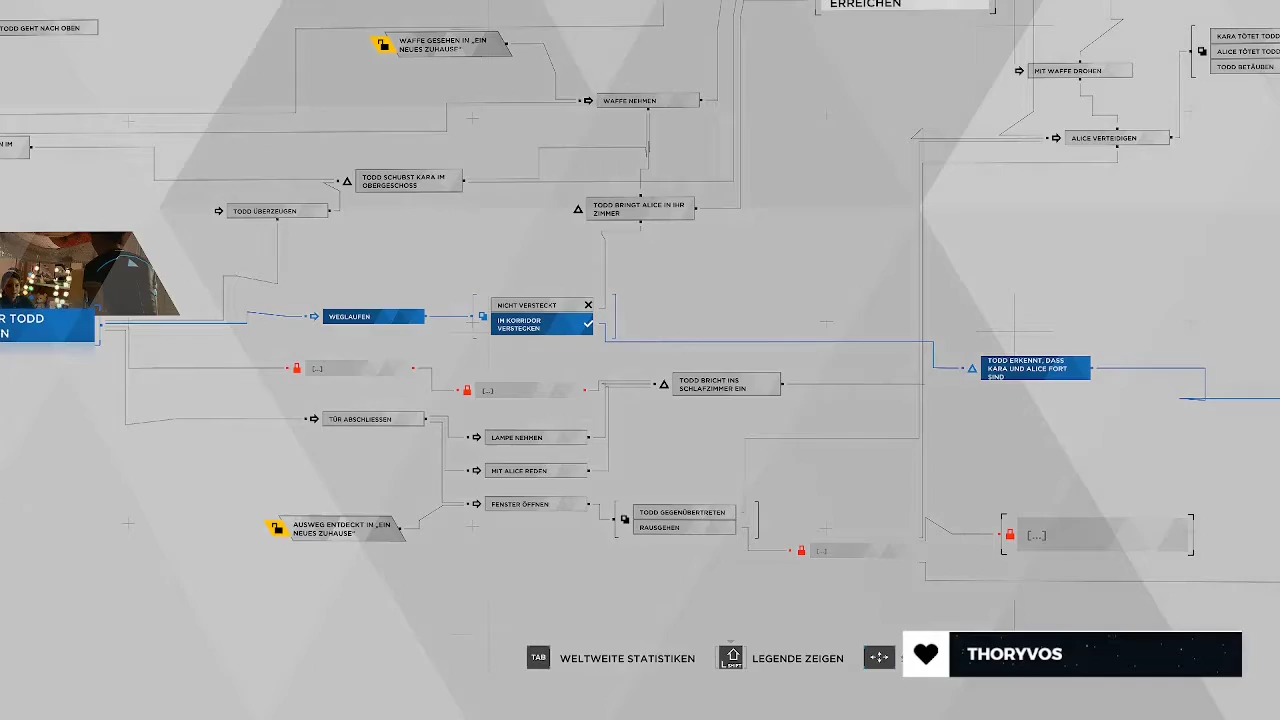 ERREICHEN
TODD GEHT NACH OBEN
WAFFE GESEHEN IN „EIN
NEUES ZUHAUSE“
KARA TÖTET TODD
ALICE TÖTET TODD
TODD BETÄUBEN
MIT WAFFE DROHEN
WAFFE NEHMEN
ALICE VERTEIDIGEN
N IM
TODD SCHUBST KARA IM
OBERGESCHOSS
TODD ÜBERZEUGEN
TODD BRINGT ALICE IN IHR
ZIMMER
R TODD
N
WEGLAUFEN
NICHT VERSTECKT
IM KORRIDOR
VERSTECKEN
TODD ERKENNT, DASS
KARA UND ALICE FORT
SIND
[...]
[...]
TODD BRICHT INS
SCHLAFZIMMER EIN
TÜR ABSCHLIESSEN
LAMPE NEHMEN
MIT ALICE REDEN
FENSTER ÖFFNEN
TODD GEGENÜBERTRETEN
RAUSGEHEN
AUSWEG ENTDECKT IN „EIN
NEUES ZUHAUSE“
[...]
[...]
TAB WELTWEITE STATISTIKEN
L SHIFT LEGENDE ZEIGEN
S
THORYVOS